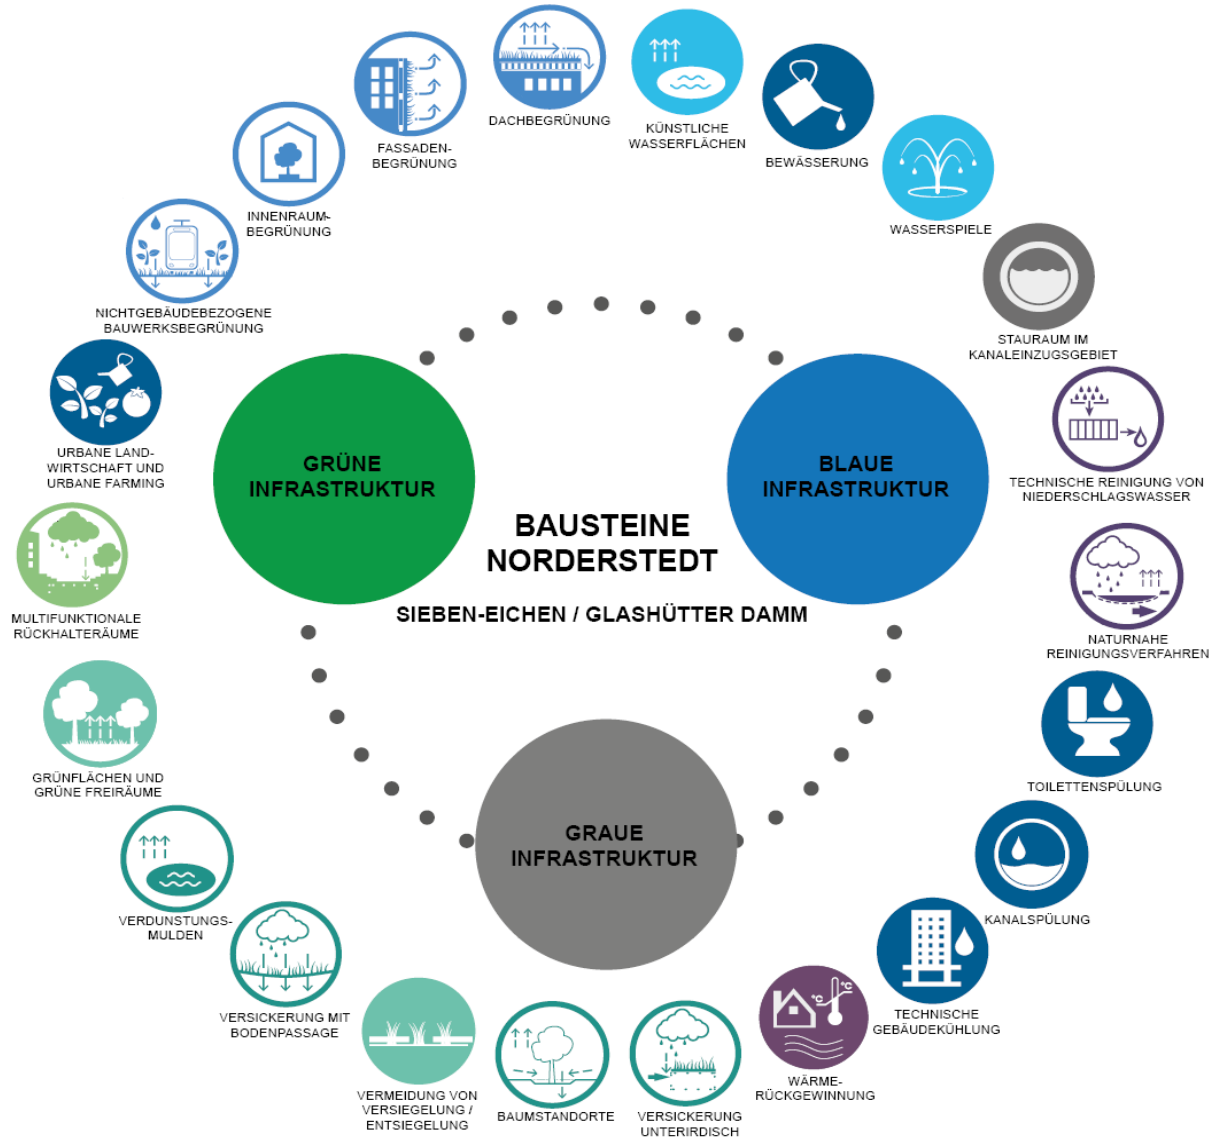 DACHBEGRÜNUNG
KÜNSTLICHE
WASSERFLÄCHEN
BEWÄSSERUNG
WASSERSPIELE
STAURAUM IM
KANALEINZUGSGEBIET
TECHNISCHE REINIGUNG VON
NIEDERSCHLAGSWASSER
NATURNAHE
REINIGUNGSVERFAHREN
TOILETTENSPÜLUNG
KANALSPÜLUNG
TECHNISCHE
GEBÄUDEKÜHLUNG
°C
°C
WÄRME-
RÜCKGEWINNUNG
VERSICKERUNG
UNTERIRDISCH
BAUMSTANDORTE
VERMEIDUNG VON
VERSIEGELUNG /
ENTSIEGELUNG
VERSICKERUNG MIT
BODENPASSAGE
VERDUNSTUNGS-
MULDEN
GRÜNFLÄCHEN UND
GRÜNE FREIRÄUME
MULTIFUNKTIONALE
RÜCKHALTERÄUME
URBANE LAND-
WIRTSCHAFT UND
URBANE FARMING
NICHTGEBÄUDEBEZOGENE
BAUWERKSBEGRÜNUNG
INNENRAUM-
BEGRÜNUNG
FASSADEN-
BEGRÜNUNG
GRÜNE
INFRASTRUKTUR
BLAUE
INFRASTRUKTUR
BAUSTEINE
NORDERSTEDT
SIEBEN-EICHEN / GLASHÜTTER DAMM
GRAUE
INFRASTRUKTUR